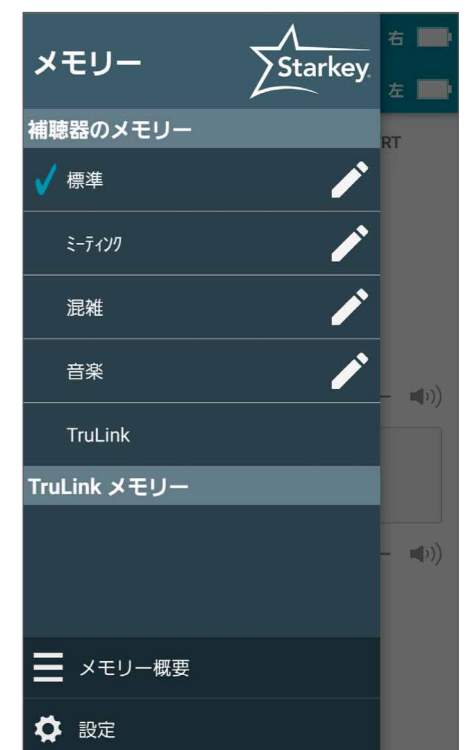 メモリー
Starkey
右
左
補聴器のメモリー
RT
標準
ﾐｰﾃｨﾝｸ
混雑
音楽
TruLink
TruLink メモリー
メモリー概要
設定